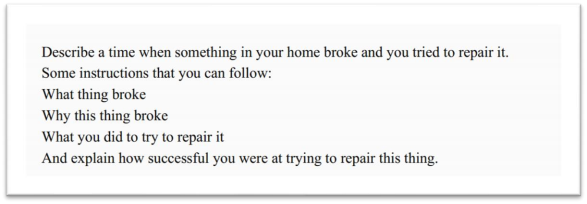 Describe a time when something in your home broke and you tried to repair it.
Some instructions that you can follow:
What thing broke
Why this thing broke
What you did to try to repair it
And explain how successful you were at trying to repair this thing.